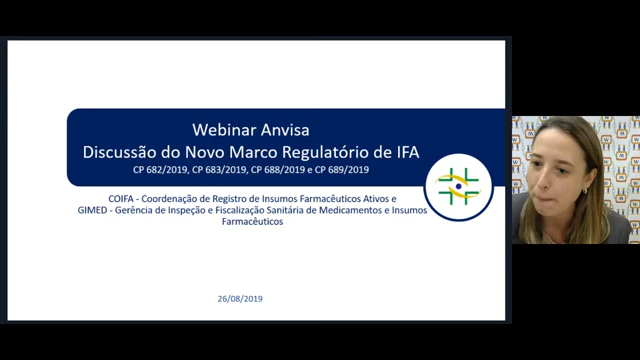 Webinar Anvisa
Discussão do Novo Marco Regulatório de IFA
CP 682/2019, CP 683/2019, CP 688/2019 e CP 689/2019
COIFA - Coordenação de Registro de Insumos Farmacêuticos Ativos e
GIMED - Gerência de Inspeção e Fiscalização Sanitária de Medicamentos e Insumos
Farmacêuticos
26/08/2019